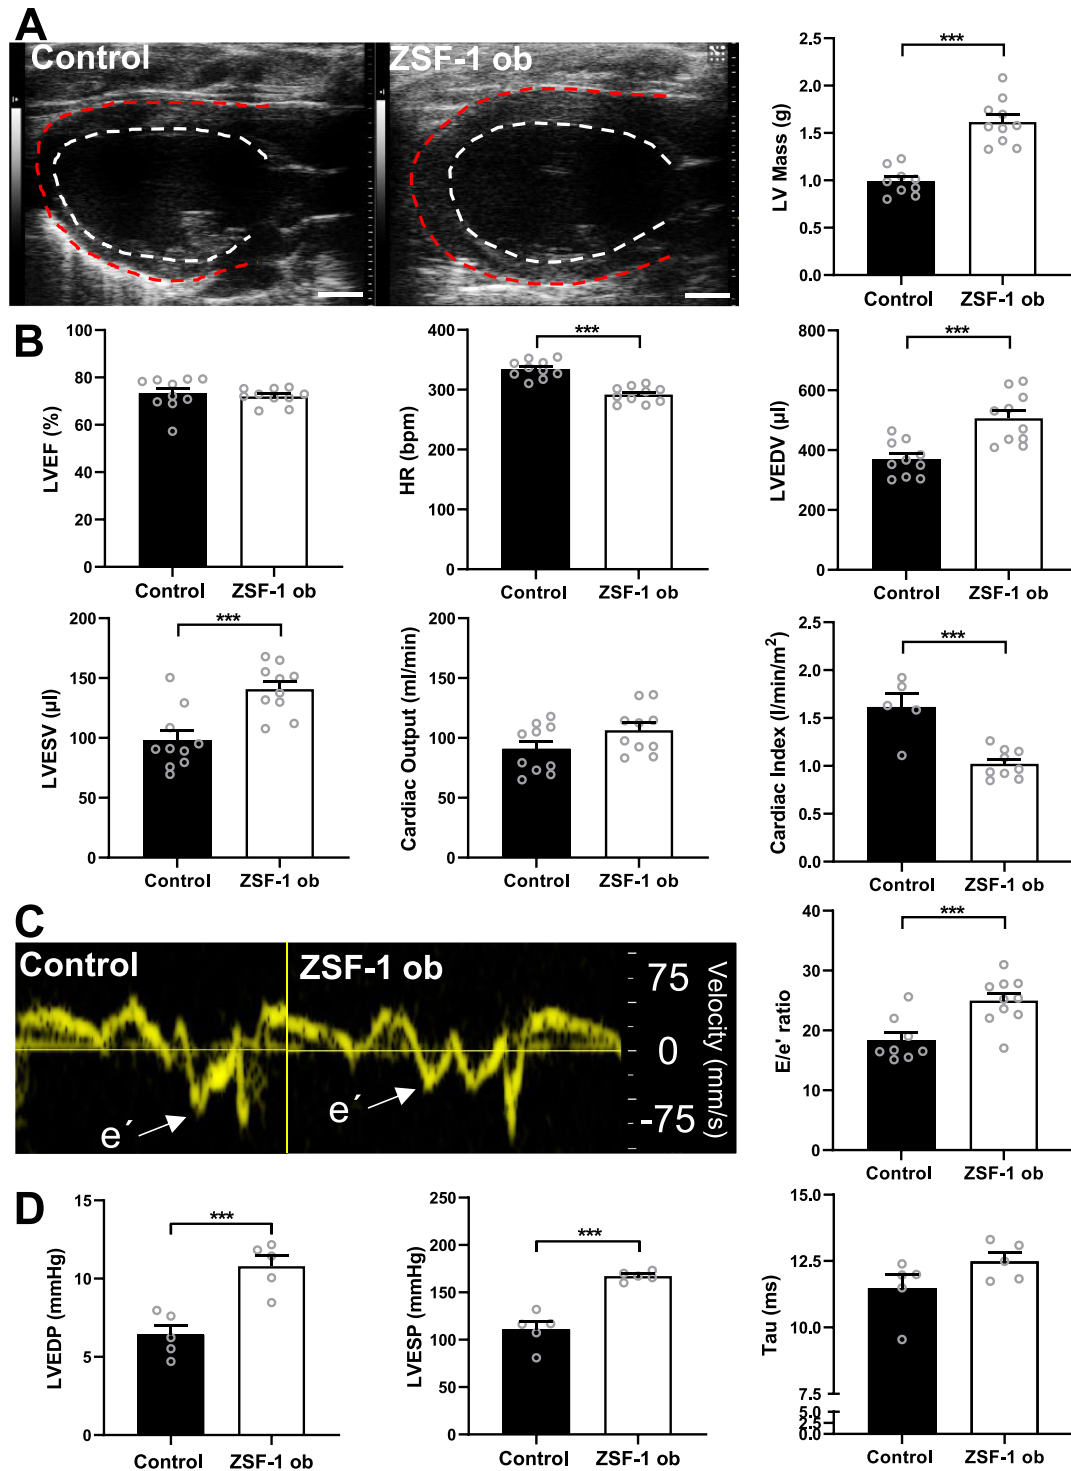 A
Control
ZSF-1 ob
***
LV Mass (g)
2.5
2.0
1.5
1.0
0.5
0.0
Control
ZSF-1 ob
B
LVEF (%)
100
80
60
40
20
0
Control
ZSF-1 ob
***
HR (bpm)
400
300
200
100
0
Control
ZSF-1 ob
***
LVEDV (µl)
800
600
400
200
0
Control
ZSF-1 ob
***
LVESV (µl)
200
150
100
50
0
Control
ZSF-1 ob
Cardiac Output (ml/min)
200
150
100
50
0
Control
ZSF-1 ob
***
Cardiac Index (l/min/m²)
2.5
2.0
1.5
1.0
0.5
0.0
Control
ZSF-1 ob
C
Control
ZSF-1 ob
e´
e´
75
0
-75
Velocity (mm/s)
***
E/e' ratio
40
30
20
10
0
Control
ZSF-1 ob
D
***
LVEDP (mmHg)
15
10
5
0
Control
ZSF-1 ob
***
LVESP (mmHg)
250
200
150
100
50
0
Control
ZSF-1 ob
Tau (ms)
15.0
12.5
10.0
7.5
5.0
2.5
0.0
Control
ZSF-1 ob